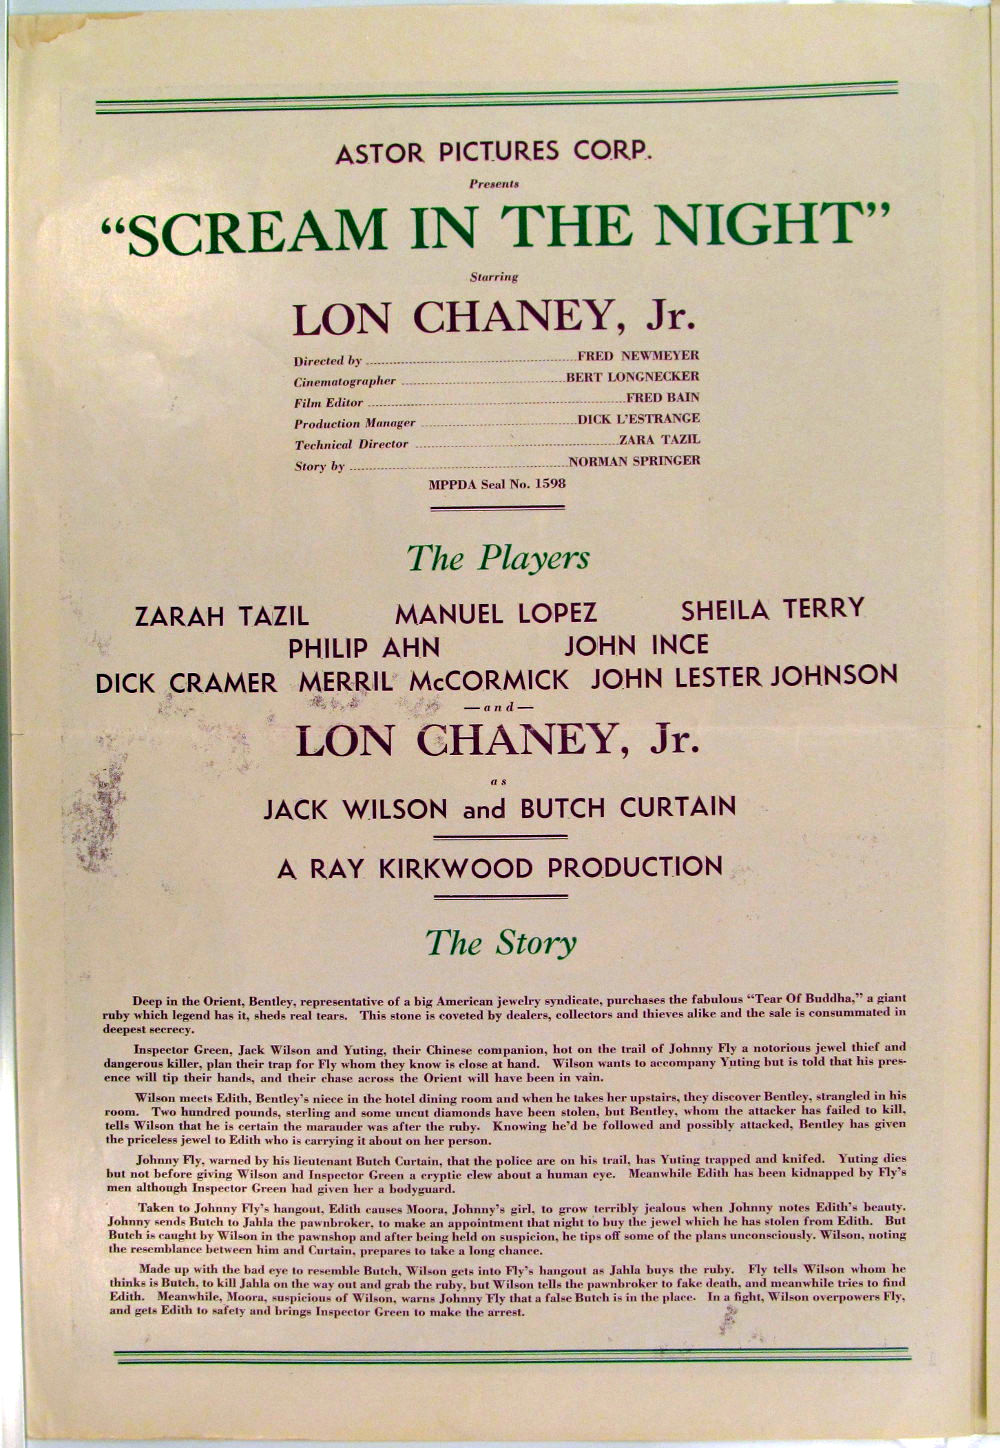 ASTOR PICTURES CORP.
Presents
“SCREAM IN THE NIGHT”
Starring
LON CHANEY, Jr.
Directed by FRED NEWMEYER
Cinematographer BERT LONGNECKER
Film Editor FRED BAIN
Production Manager DICK L'ESTRANGE
Technical Director ZARA TAZIL
Story by NORMAN SPRINGER
MPPDA Seal No. 1598
The Players
ZARAH TAZIL MANUEL LOPEZ SHEILA TERRY
PHILIP AHN JOHN INCE
DICK CRAMER MERRIL McCORMICK JOHN LESTER JOHNSON
—and—
LON CHANEY, Jr.
as
JACK WILSON and BUTCH CURTAIN
A RAY KIRKWOOD PRODUCTION
The Story
Deep in the Orient, Bentley, representative of a big American jewelry syndicate, purchases the fabulous “Tear Of Buddha,” a giant
ruby which legend has it, sheds real tears. This stone is coveted by dealers, collectors and thieves alike and the sale is consummated in
deepest secrecy.
Inspector Green, Jack Wilson and Yuting, their Chinese companion, hot on the trail of Johnny Fly a notorious jewel thief and
dangerous killer, plan their trap for Fly whom they know is close at hand. Wilson wants to accompany Yuting but is told that his pres-
ence will tip their hands, and their chase across the Orient will have been in vain.
Wilson meets Edith, Bentley's niece in the hotel dining room and when he takes her upstairs, they discover Bentley, strangled in his
room. Two hundred pounds, sterling and some uncut diamonds have been stolen, but Bentley, whom the attacker has failed to kill,
tells Wilson that he is certain the marauder was after the ruby. Knowing he'd be followed and possibly attacked, Bentley has given
the priceless jewel to Edith who is carrying it about on her person.
Johnny Fly, warned by his lieutenant Butch Curtain, that the police are on his trail, has Yuting trapped and knifed. Yuting dies
but not before giving Wilson and Inspector Green a cryptic clew about a human eye. Meanwhile Edith has been kidnapped by Fly's
men although Inspector Green had given her a bodyguard.
Taken to Johnny Fly's hangout, Edith causes Moora, Johnny's girl, to grow terribly jealous when Johnny notes Edith's beauty.
Johnny sends Butch to Jahla the pawnbroker, to make an appointment that night to buy the jewel which he has stolen from Edith. But
Butch is caught by Wilson in the pawnshop and after being held on suspicion, he tips off some of the plans unconsciously. Wilson, noting
the resemblance between him and Curtain, prepares to take a long chance.
Made up with the bad eye to resemble Butch, Wilson gets into Fly's hangout as Jahla buys the ruby. Fly tells Wilson whom he
thinks is Butch, to kill Jahla on the way out and grab the ruby, but Wilson tells the pawnbroker to fake death, and meanwhile tries to find
Edith. Meanwhile, Moora, suspicious of Wilson, warns Johnny Fly that a false Butch is in the place. In a fight, Wilson overpowers Fly,
and gets Edith to safety and brings Inspector Green to make the arrest.